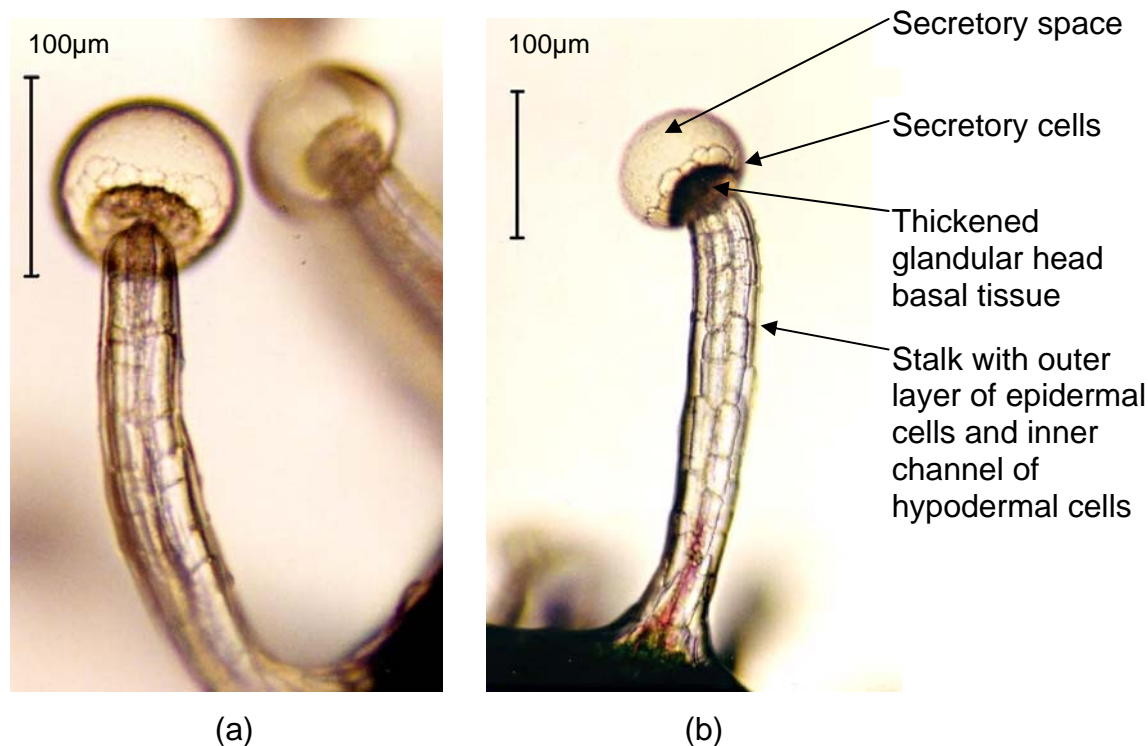 100µm
100µm
Secretory space
Secretory cells
Thickened
glandular head
basal tissue
Stalk with outer
layer of epidermal
cells and inner
channel of
hypodermal cells
(a)
(b)